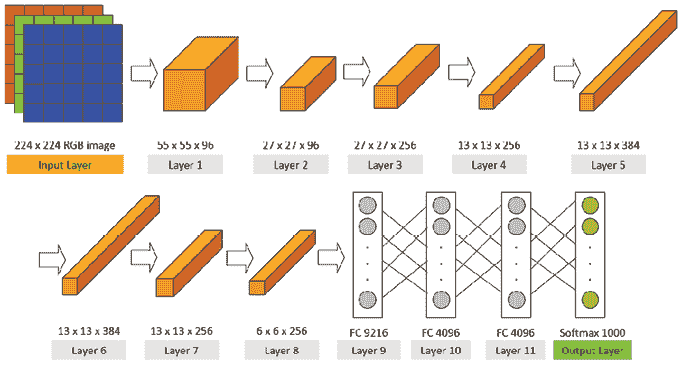 224 x 224 RGB image
Input Layer
55 x 55 x 96
Layer 1
27 x 27 x 96
Layer 2
27 x 27 x 256
Layer 3
13 x 13 x 256
Layer 4
13 x 13 x 384
Layer 5
13 x 13 x 384
Layer 6
13 x 13 x 256
Layer 7
6 x 6 x 256
Layer 8
FC 9216
Layer 9
FC 4096
Layer 10
FC 4096
Layer 11
Softmax 1000
Output Layer